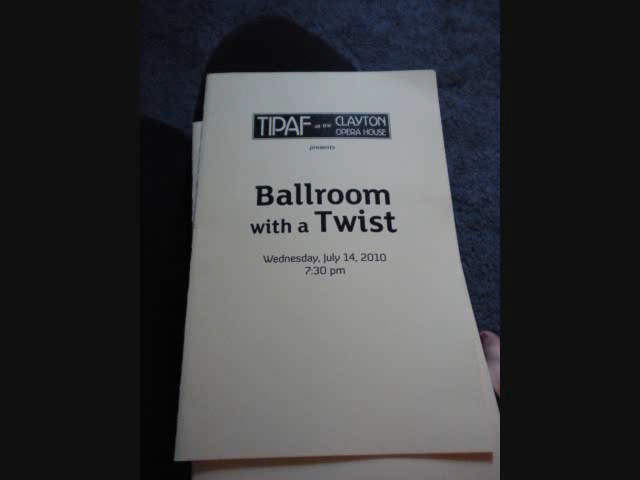 TIPAF at the CLAYTON
OPERA HOUSE
presents
Ballroom
with a Twist
Wednesday, July 14, 2010
7:30 pm